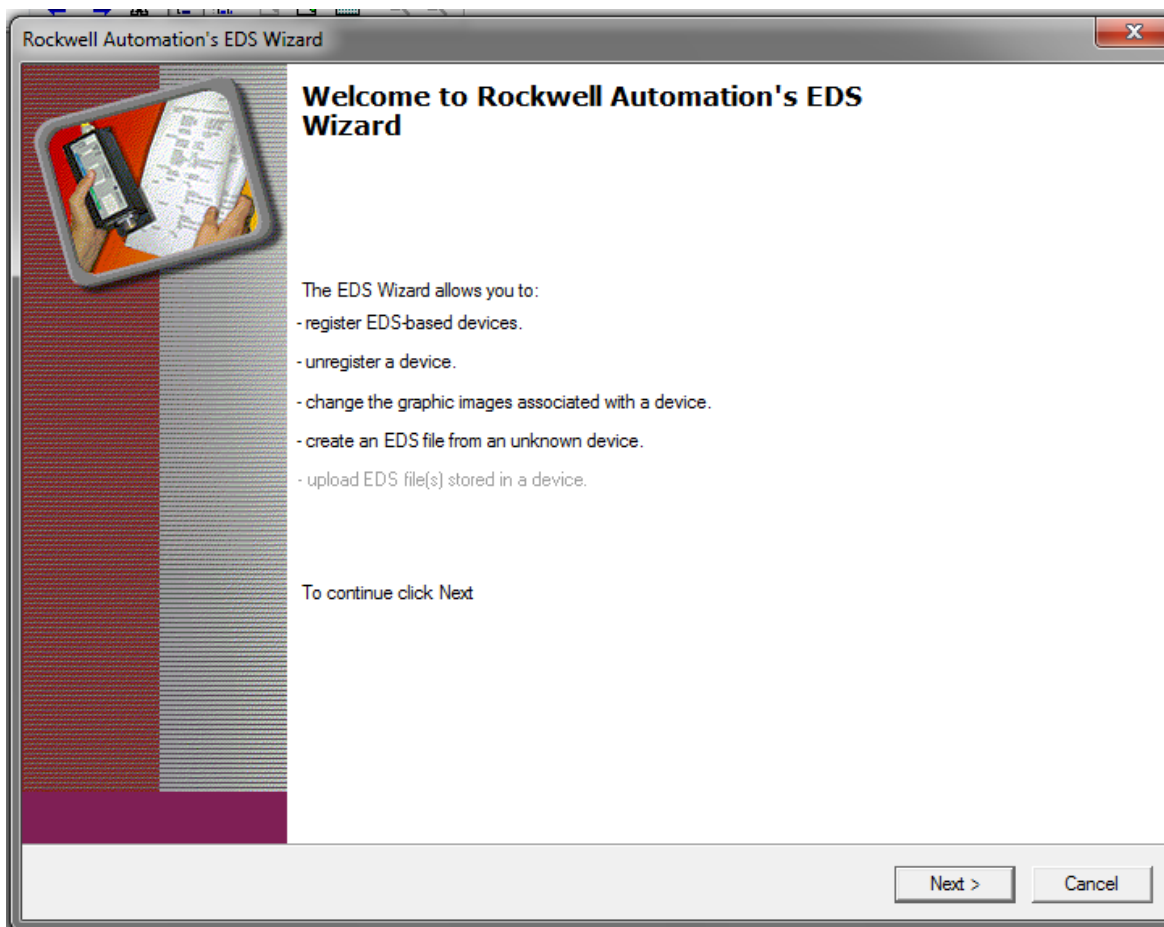 Rockwell Automation's EDS Wizard
Welcome to Rockwell Automation's EDS
Wizard
The EDS Wizard allows you to:
- register EDS-based devices.
- unregister a device.
- change the graphic images associated with a device.
- create an EDS file from an unknown device.
- upload EDS file(s) stored in a device.
To continue click Next
Next >
Cancel